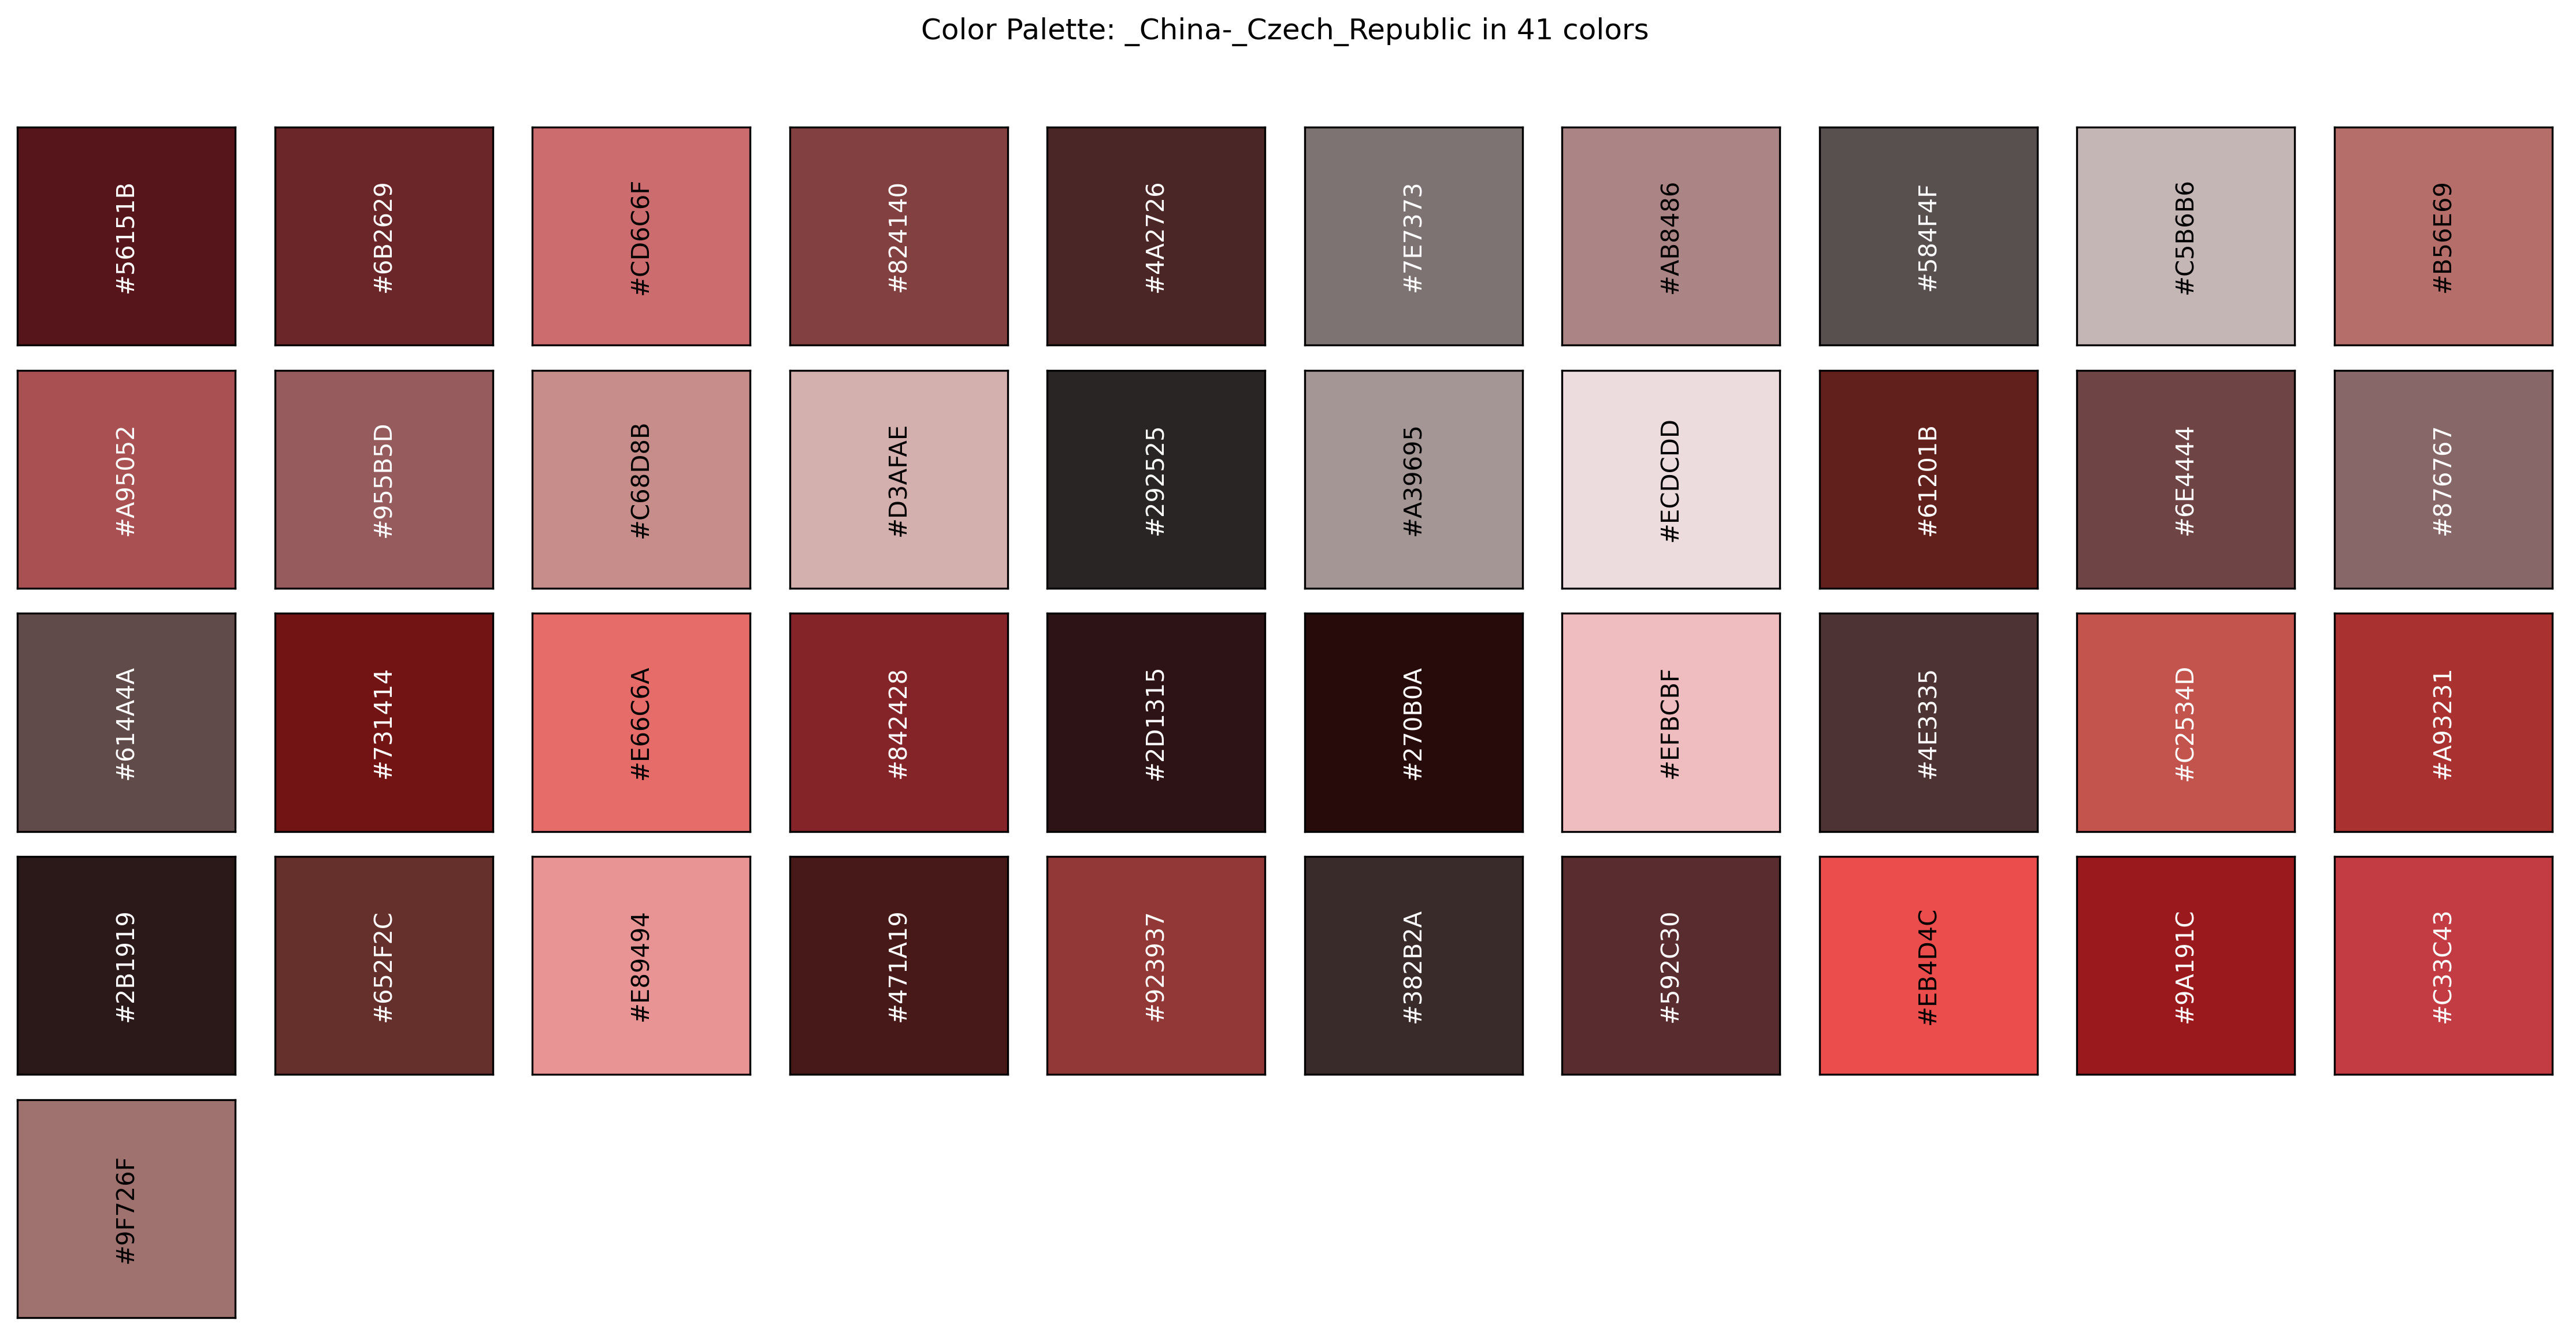 Color Palette: _China-_Czech_Republic in 41 colors
#56151B
#6B2629
#CD6C6F
#824140
#4A2726
#7E7373
#AB8486
#584F4F
#C5B6B6
#B56E69
#A95052
#955B5D
#C68D8B
#D3AFAE
#292525
#A39695
#ECDCDD
#61201B
#6E4444
#876767
#614A4A
#731414
#E66C6A
#842428
#2D1315
#270B0A
#EFBCBF
#4E3335
#C2534D
#A93231
#2B1919
#652F2C
#E89494
#471A19
#923937
#382B2A
#592C30
#EB4D4C
#9A191C
#C33C43
#9F726F